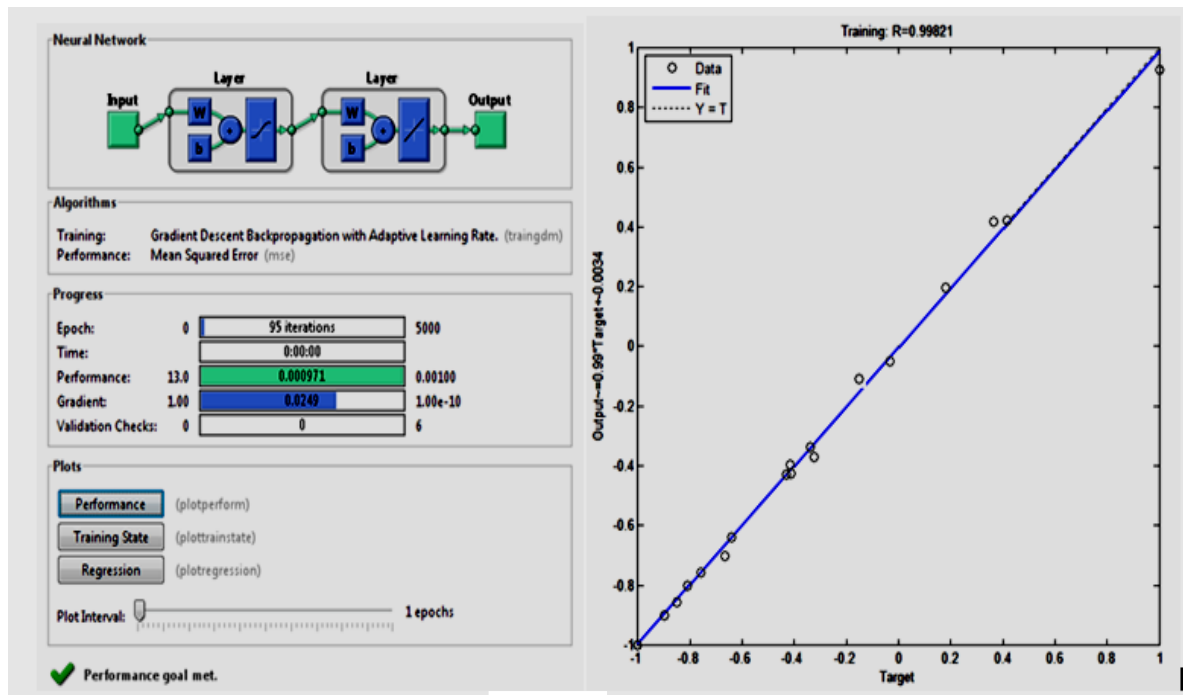 Neural Network
Layer Layer
Input Output
W W
+ +
b b
Algorithms
Training: Gradient Descent Backpropagation with Adaptive Learning Rate. (traingdm)
Performance: Mean Squared Error (mse)
Progress
Epoch: 0 95 iterations 5000
Time: 0:00:00
Performance: 13.0 0.000971 0.00100
Gradient: 1.00 0.0249 1.00e-10
Validation Checks: 0 0 6
Plots
Performance (plotperform)
Training State (plottrainstate)
Regression (plotregression)
Plot Interval: 1 epochs
Performance goal met.
Training: R=0.99821
Data
Fit
Y = T
1
0.8
0.6
0.4
0.2
0
-0.2
-0.4
-0.6
-0.8
-1
-1 -0.8 -0.6 -0.4 -0.2 0 0.2 0.4 0.6 0.8 1
Target
Output~=0.99*Target+-0.0034